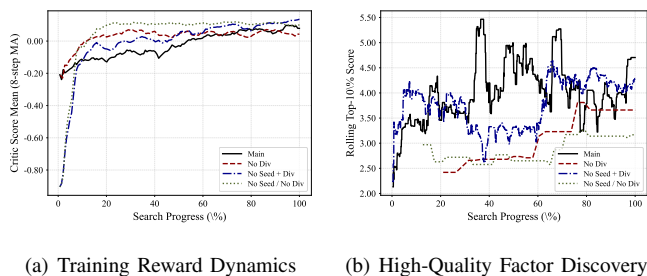 Critic Score Mean (8-step MA)
0.00
-0.20
-0.40
-0.60
-0.80
0
20
40
60
80
100
Search Progress (\%)
Main
No Div
No Seed + Div
No Seed / No Div
Rolling Top-10\% Score
5.50
5.00
4.50
4.00
3.50
3.00
2.50
2.00
0
20
40
60
80
100
Search Progress (\%)
Main
No Div
No Seed + Div
No Seed / No Div
(a) Training Reward Dynamics
(b) High-Quality Factor Discovery